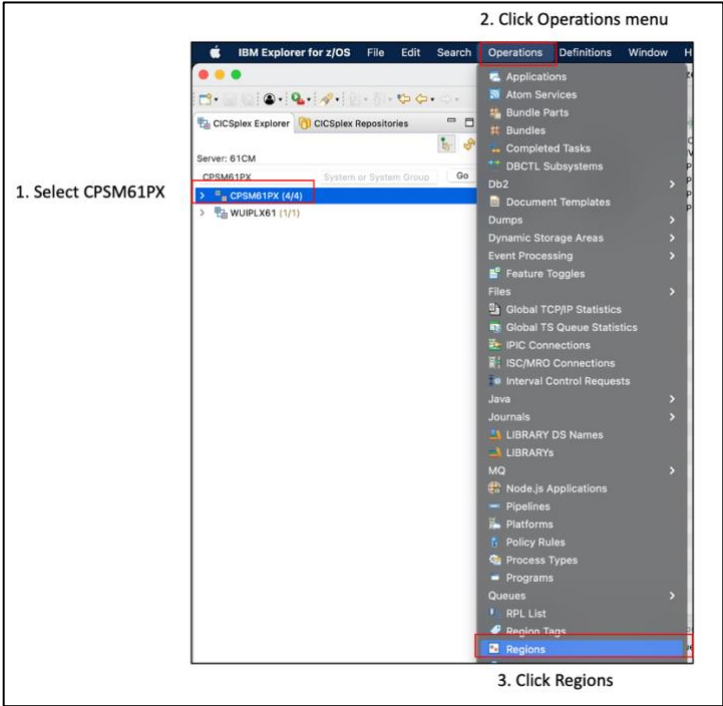 2. Click Operations menu
IBM Explorer for z/OS File Edit Search Operations Definitions Window H
CICSplex Explorer CICSplex Repositories
Server: 61CM
CPSM61PX System or System Group Go
1. Select CPSM61PX
CPSM61PX (4/4)
WUIPLX61 (1/1)
Applications
Atom Services
Bundle Parts
Bundles
Completed Tasks
DBCTL Subsystems
Db2
Document Templates
Dumps
Dynamic Storage Areas
Event Processing
Feature Toggles
Files
Global TCP/IP Statistics
Global TS Queue Statistics
IPIC Connections
ISC/MRO Connections
Interval Control Requests
Java
Journals
LIBRARY DS Names
LIBRARYs
MQ
Node.js Applications
Pipelines
Platforms
Policy Rules
Process Types
Programs
Queues
RPL List
Region Tags
Regions
3. Click Regions